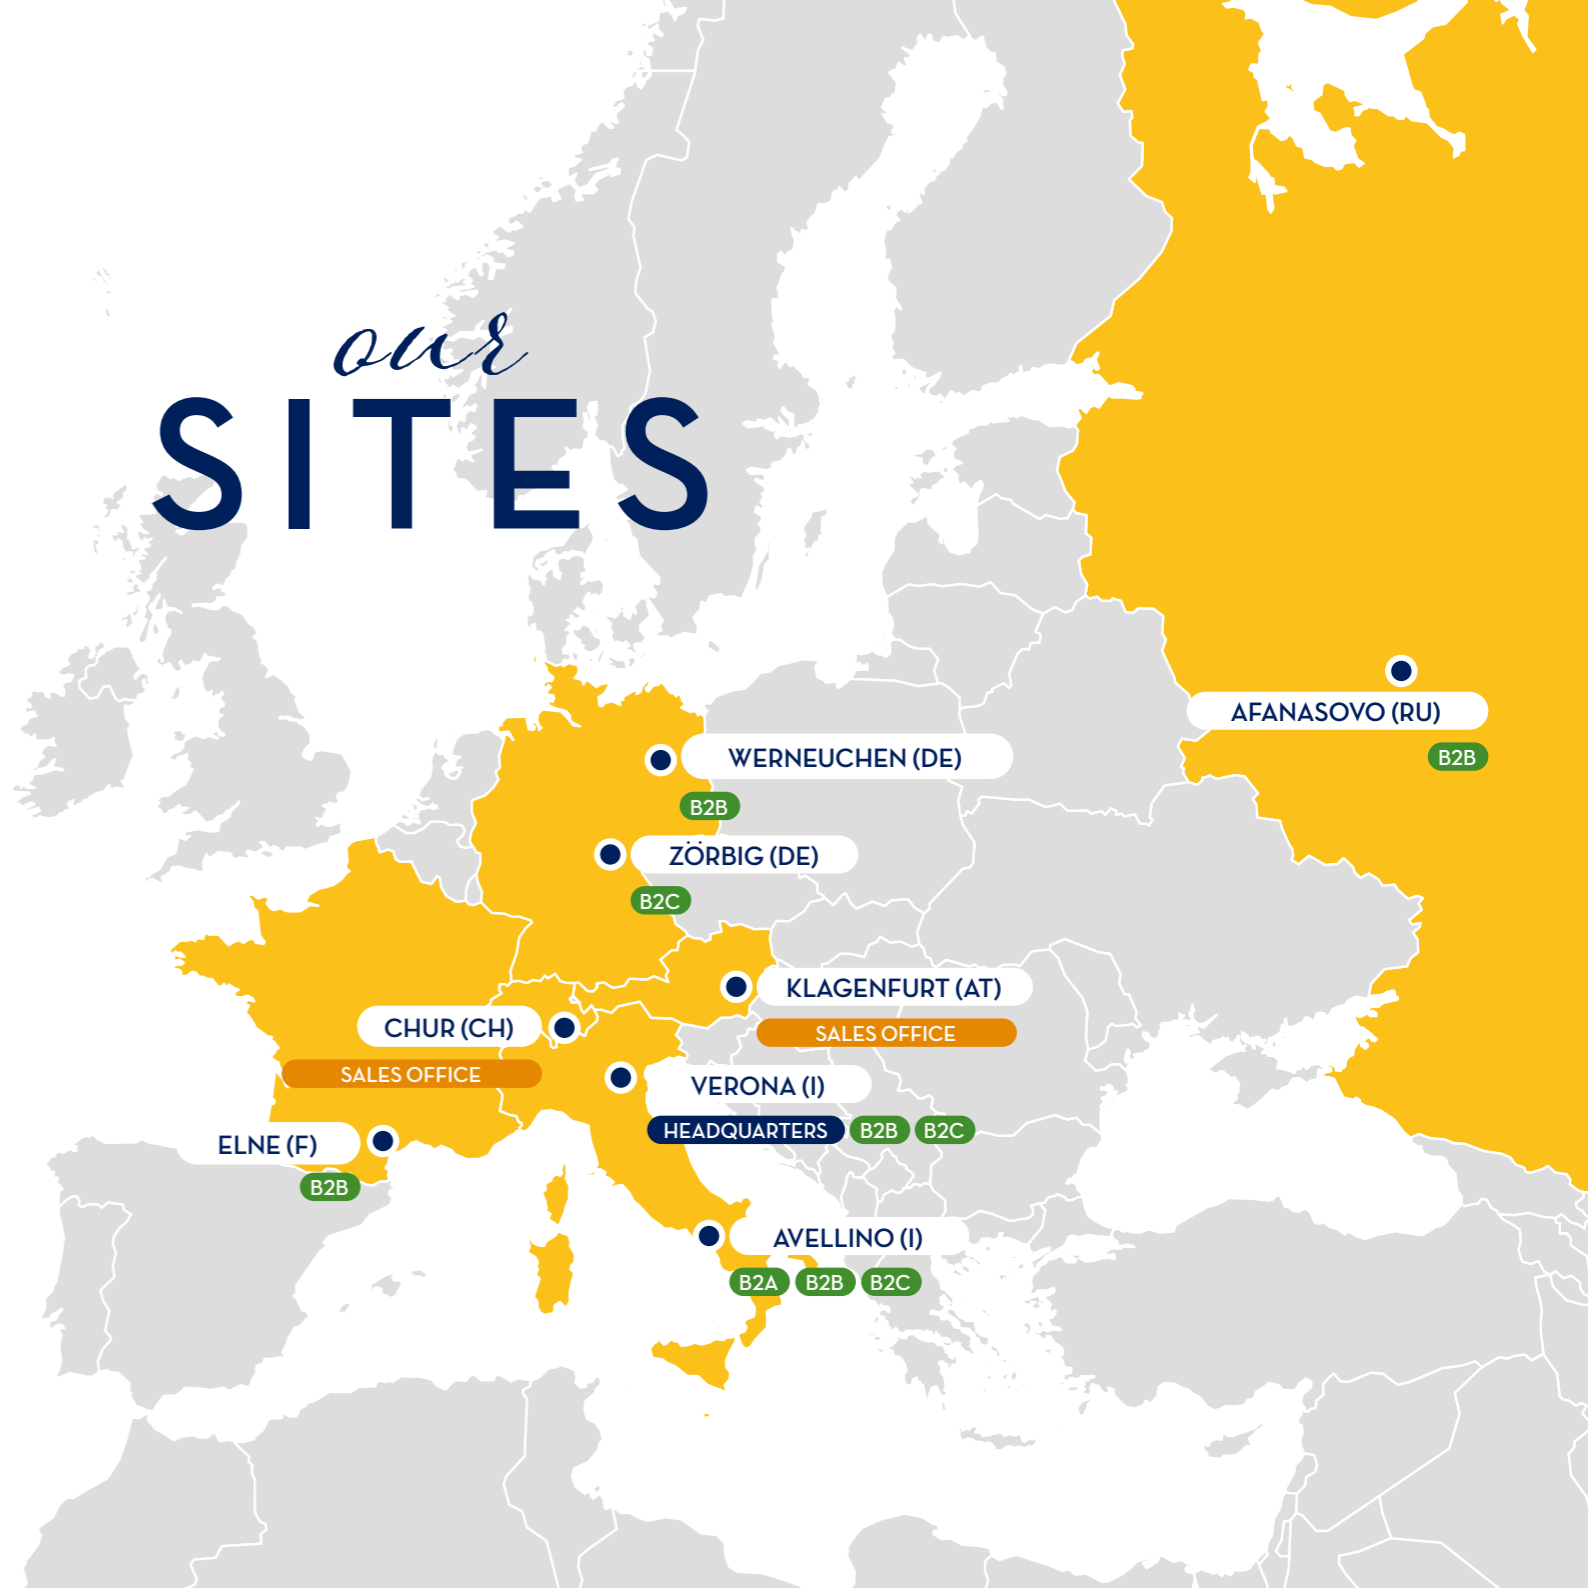 our
SITES
AFANASOVO (RU)
B2B
WERNEUCHEN (DE)
B2B
ZÖRBIG (DE)
B2C
KLAGENFURT (AT)
SALES OFFICE
CHUR (CH)
SALES OFFICE
VERONA (I)
HEADQUARTERS B2B B2C
ELNE (F)
B2B
AVELLINO (I)
B2A B2B B2C